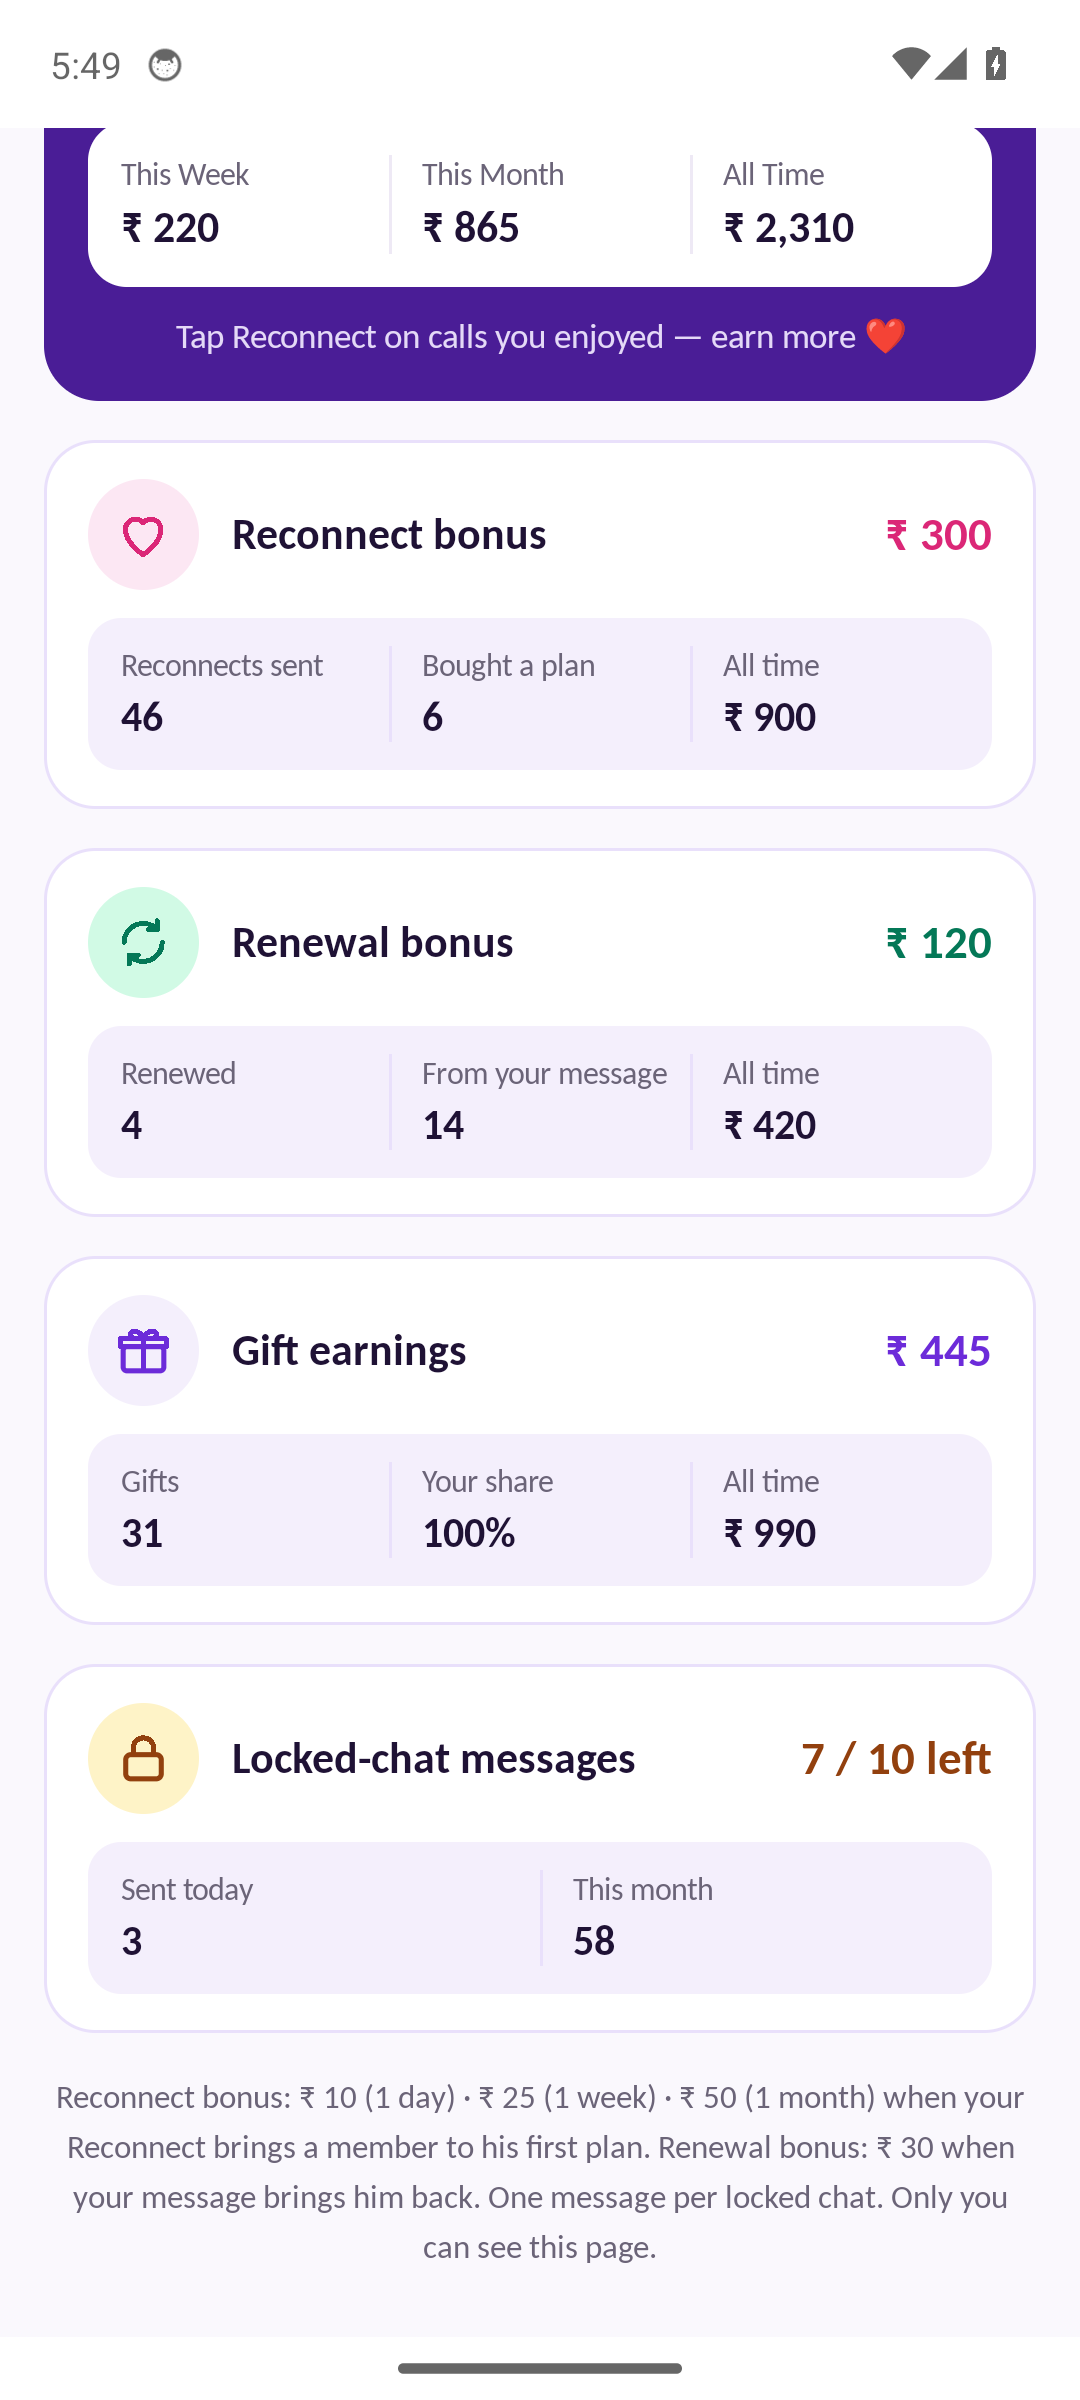 5:49
This Week
This Month
All Time
₹ 220
₹ 865
₹ 2,310
Tap Reconnect on calls you enjoyed — earn more ❤️
Reconnect bonus
₹ 300
Reconnects sent
Bought a plan
All time
46
6
₹ 900
Renewal bonus
₹ 120
Renewed
From your message
All time
4
14
₹ 420
Gift earnings
₹ 445
Gifts
Your share
All time
31
100%
₹ 990
Locked-chat messages
7 / 10 left
Sent today
This month
3
58
Reconnect bonus: ₹ 10 (1 day) · ₹ 25 (1 week) · ₹ 50 (1 month) when your
Reconnect brings a member to his first plan. Renewal bonus: ₹ 30 when
your message brings him back. One message per locked chat. Only you
can see this page.